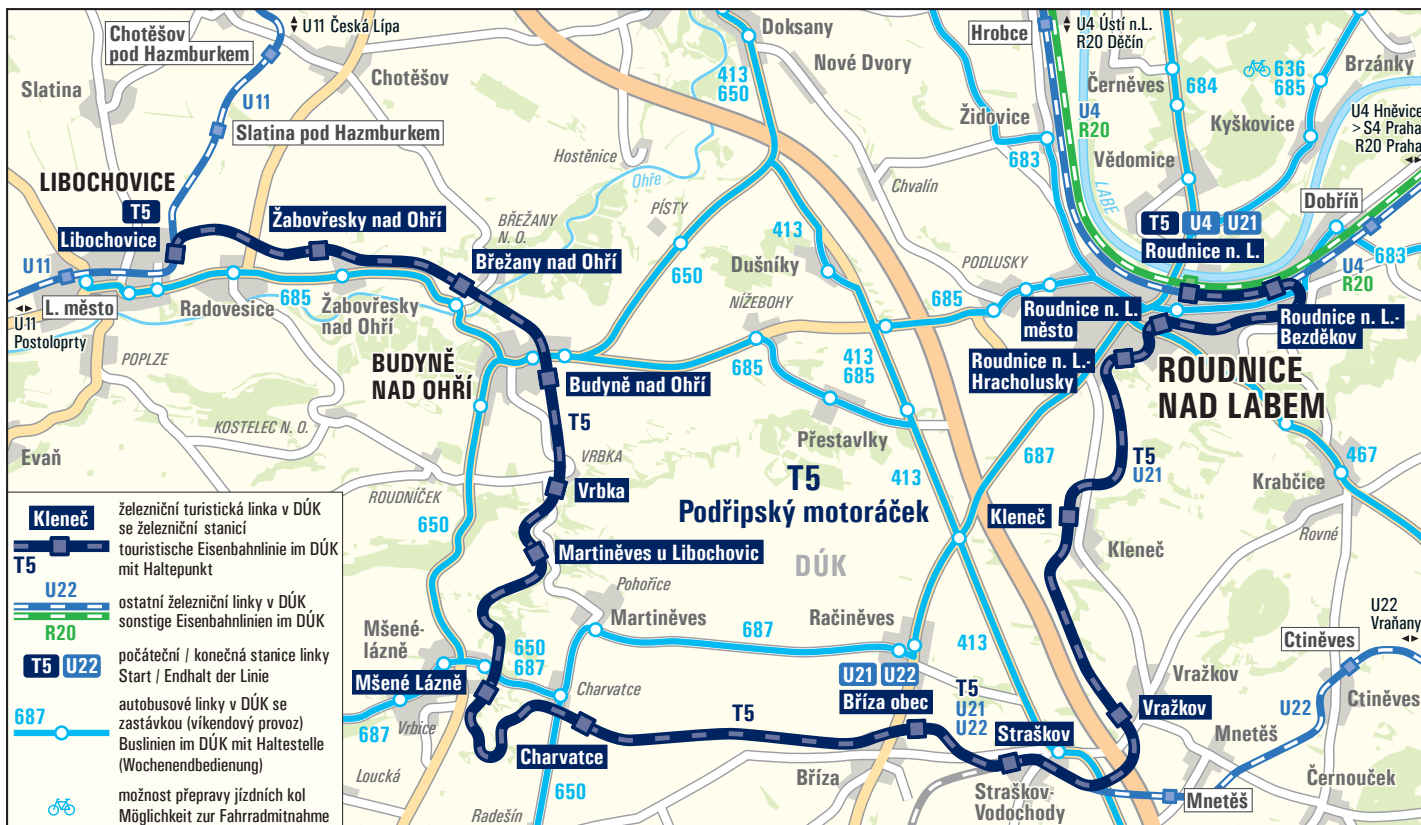 Chotěšov
pod Hazmburkem
U11 Česká Lípa
Chotěšov
Slatina
U11
Slatina pod Hazmburkem
Doksany
Nové Dvory
413
650
Hostěnice
Ohře
Hrobce
U4 Ústí n.L.
R20 Děčín
Černěves
684
636
685
Brzánky
Kyškovice
U4
R20
U4 Hněvice
> S4 Praha
R20 Praha
Židovice
683
Vědomice
Chvalín
LABE
LIBOCHOVICE
T5
Libochovice
Žabovřesky nad Ohří
BŘEŽANY
N. O.
Břežany nad Ohří
PÍSTY
413
650
Dušníky
NÍŽEBOHY
PODLUSKY
685
T5 U4 U21
Roudnice n. L.
Dobříň
683
U4
R20
U11
L. město
U11
Postoloprty
Radovesice
685
Žabovřesky
nad Ohří
POPLZE
BUDYNĚ
NAD OHŘÍ
Budyně nad Ohří
685
413
685
Roudnice n. L.
město
Roudnice n. L.-
Hracholusky
Roudnice n. L.-
Bezděkov
ROUDNICE
NAD LABEM
KOSTELEC N. O.
Evaň
T5
VRBKA
Vrbka
ROUDNÍČEK
650
Přestavlky
413
687
T5
U21
467
Krabčice
Rovné
T5
Podřipský motoráček
DÚK
Kleneč
Kleneč
Martiněves u Libochovic
Pohořice
Martiněves
687
Račiněves
413
U21 U22
Bříza obec
T5
U21
U22
Straškov
Mšené-
lázně
650
687
Mšené Lázně
Charvatce
687
Vrbice
Loucká
Charvatce
T5
650
Radešín
Bříza
Straškov-
Vodochody
Vražkov
Vražkov
Mnetěš
Mnetěš
U22
Vraňany
Ctiněves
Ctiněves
U22
Černouček
Kleneč
T5
železniční turistická linka v DÚK
se železniční stanicí
touristische Eisenbahnlinie im DÚK
mit Haltepunkt
U22
R20
ostatní železniční linky v DÚK
sonstige Eisenbahnlinien im DÚK
T5 U22
počáteční / konečná stanice linky
Start / Endhalt der Linie
687
autobusové linky v DÚK se
zastávkou (víkendový provoz)
Buslinien im DÚK mit Haltestelle
(Wochenendbedienung)
možnost přepravy jízdních kol
Möglichkeit zur Fahrradmitnahme